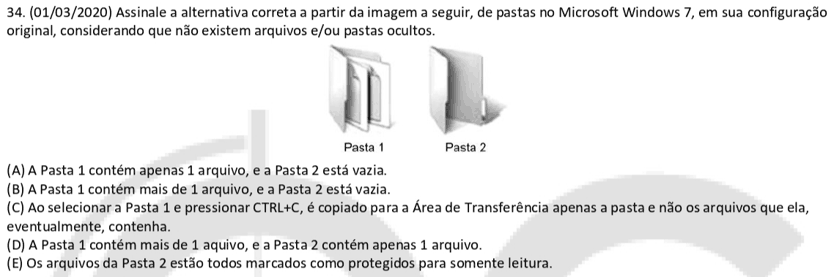 34. (01/03/2020) Assinale a alternativa correta a partir da imagem a seguir, de pastas no Microsoft Windows 7, em sua configuração
original, considerando que não existem arquivos e/ou pastas ocultos.
Pasta 1 Pasta 2
(A) A Pasta 1 contém apenas 1 arquivo, e a Pasta 2 está vazia.
(B) A Pasta 1 contém mais de 1 arquivo, e a Pasta 2 está vazia.
(C) Ao selecionar a Pasta 1 e pressionar CTRL+C, é copiado para a Área de Transferência apenas a pasta e não os arquivos que ela,
eventualmente, contenha.
(D) A Pasta 1 contém mais de 1 aquivo, e a Pasta 2 contém apenas 1 arquivo.
(E) Os arquivos da Pasta 2 estão todos marcados como protegidos para somente leitura.